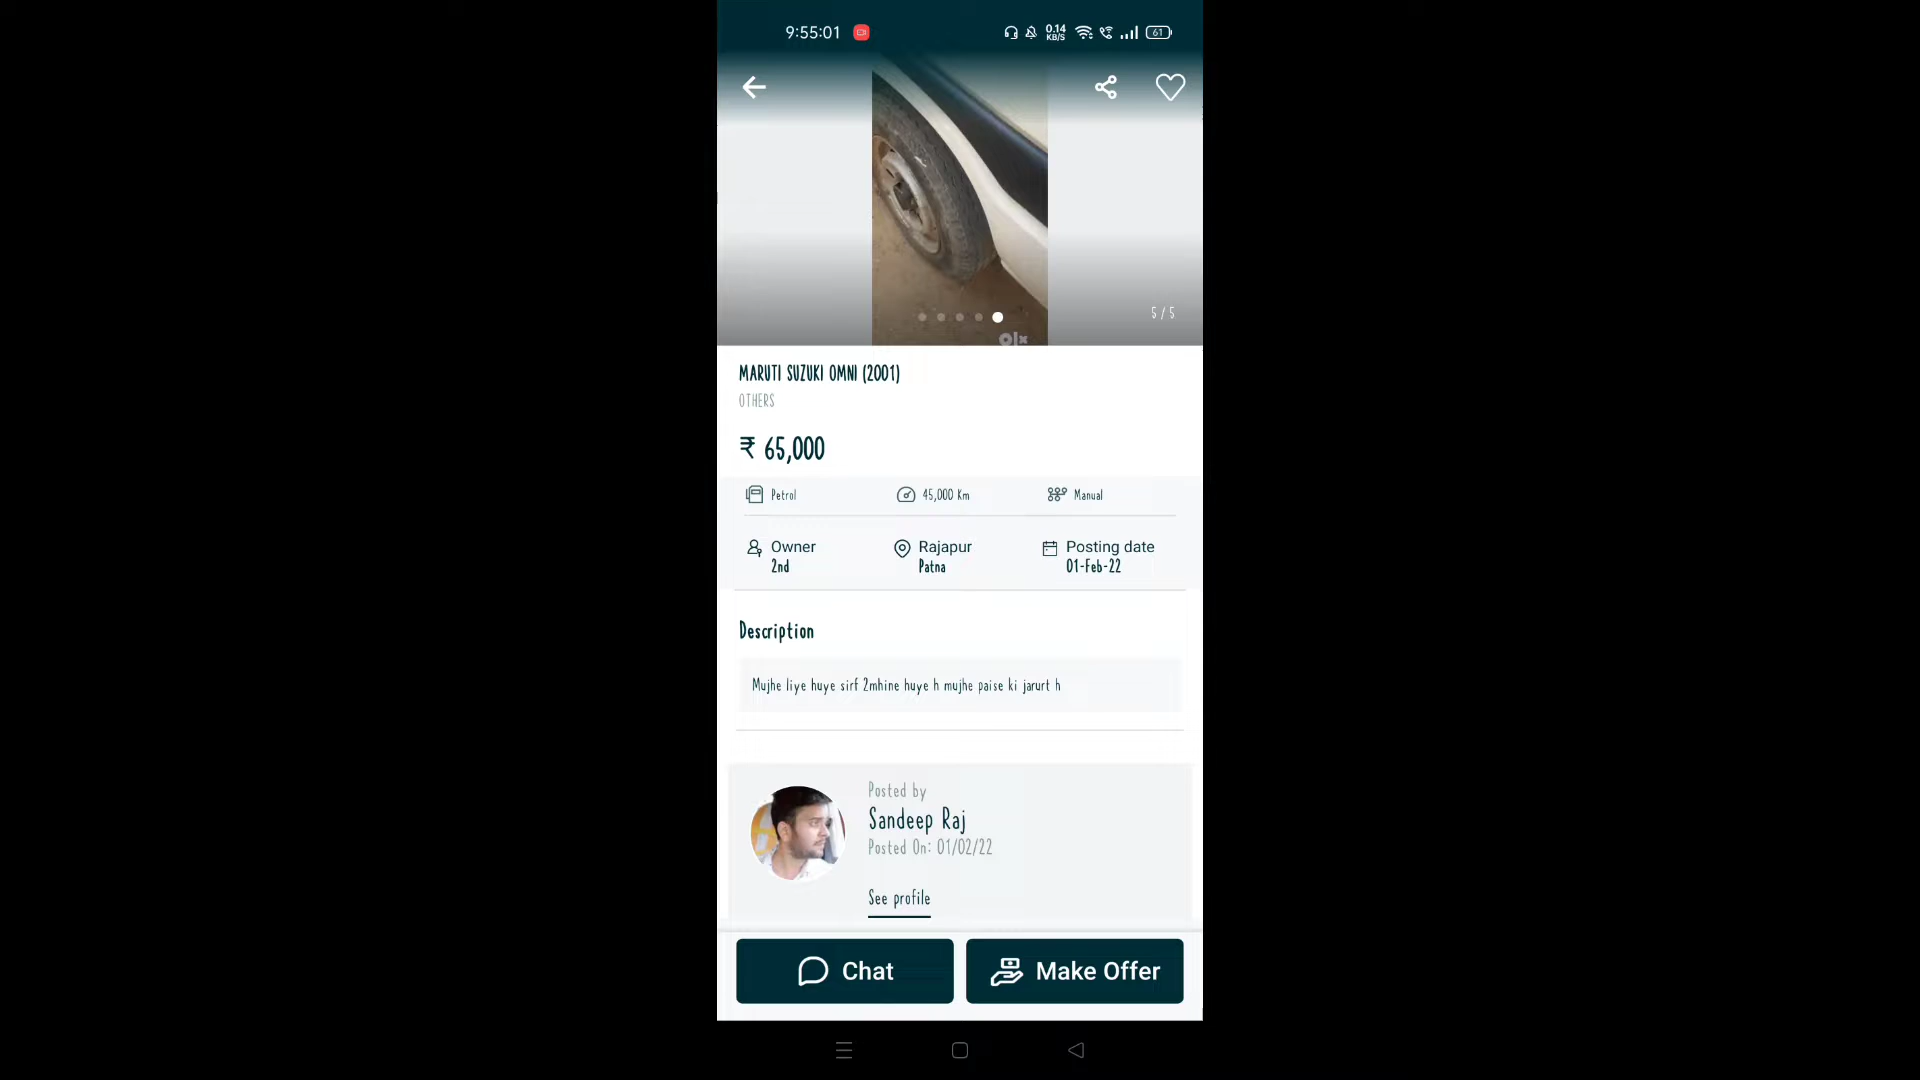 9:55:01
0.14
KB/S
61
5 / 5
olx
MARUTI SUZUKI OMNI (2001)
OTHERS
₹ 65,000
Petrol
45,000 Km
Manual
Owner
2nd
Rajapur
Patna
Posting date
01-Feb-22
Description
Mujhe liye huye sirf 2mhine huye h mujhe paise ki jarurt h
Posted by
Sandeep Raj
Posted On: 01/02/22
See profile
Chat
Make Offer